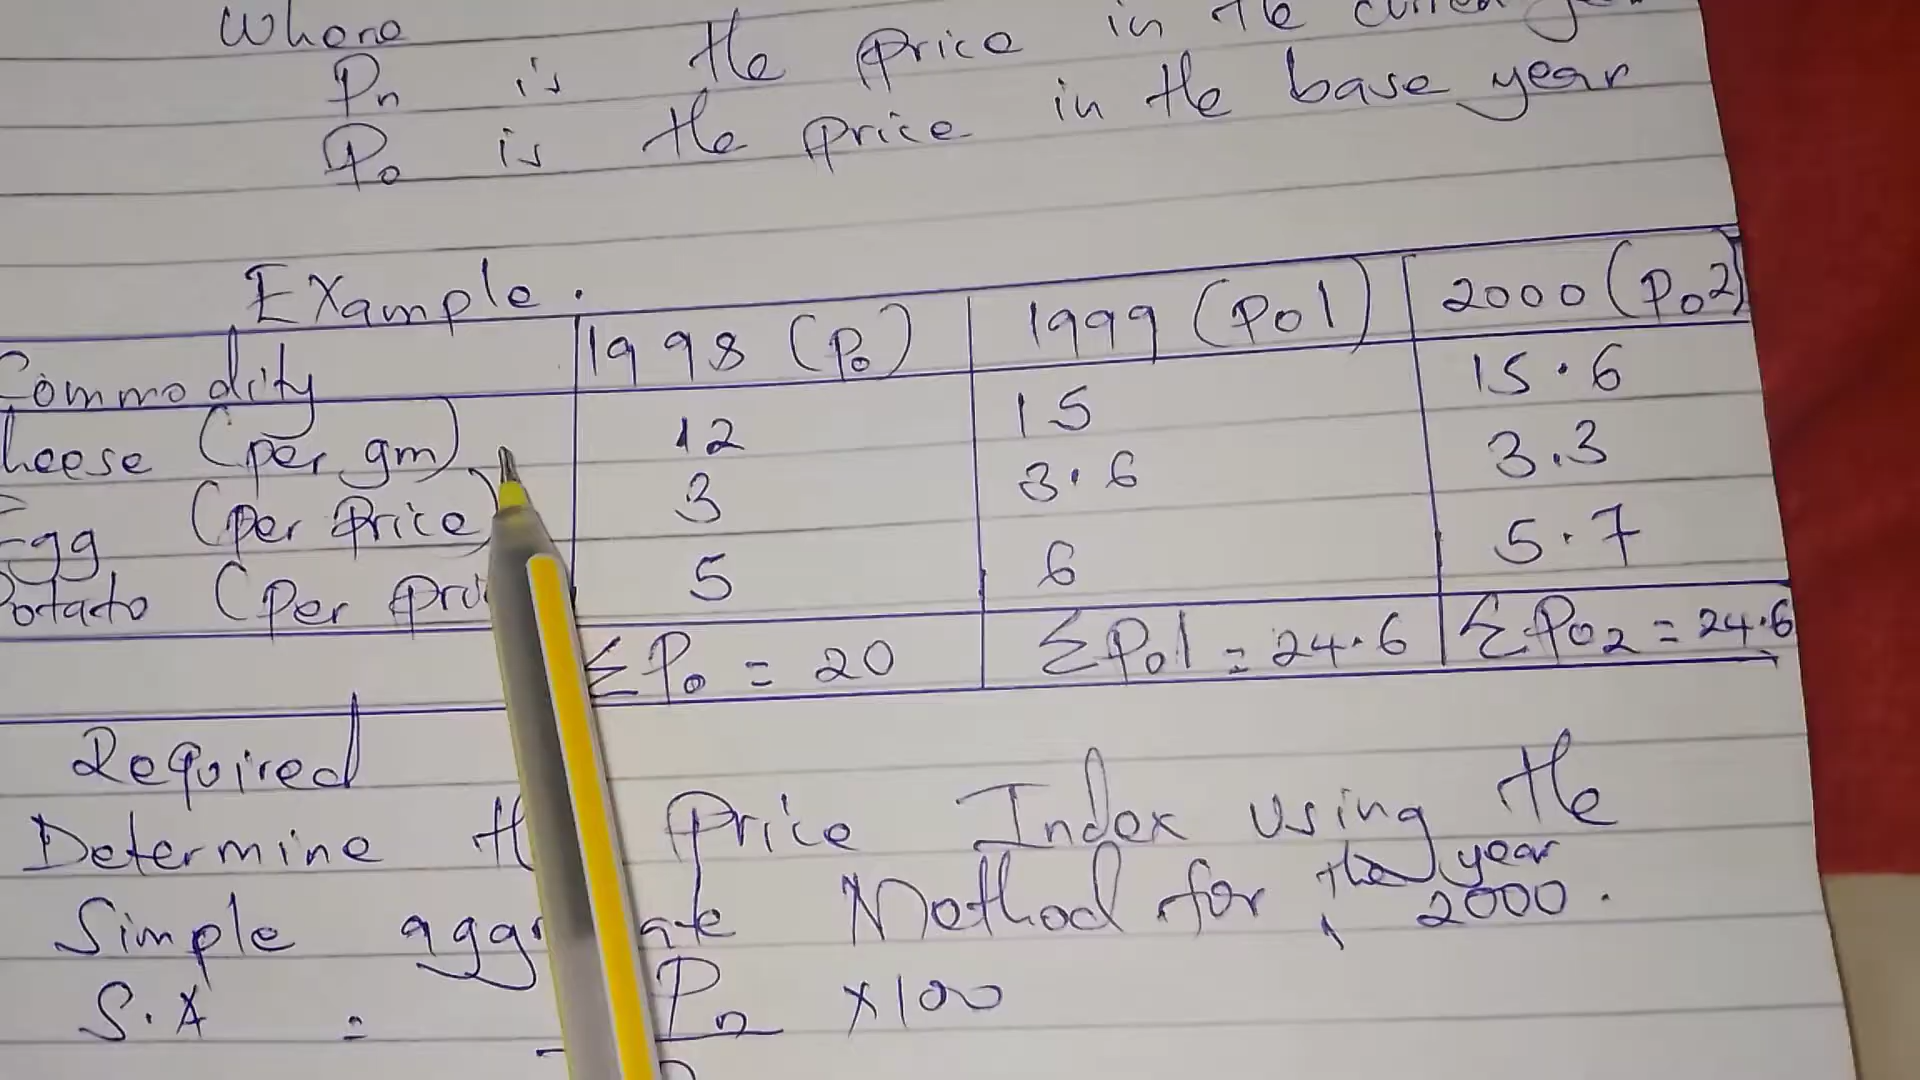 Where
Pn is the price in the
Po is the price in the base year
Example.
Commodity 1998 (Po) 1999 (Po1) 2000 (Po2)
heese (per gm) 12 15 15.6
Egg (per price) 3 3.6 3.3
Potato (per 5 6 5.7
ΣPo = 20 ΣPo1 = 24.6 ΣPo2 = 24.6
Required
Determine price Index using the
Simple Method for the year 2000.
S.A = Pn x100